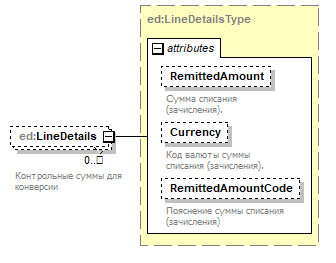 ed:LineDetailsType
attributes
RemittedAmount
Сумма списания
(зачисления).
ed:LineDetails
0..□
Контрольные суммы для
конверсии
Currency
Код валюты суммы
списания (зачисления).
RemittedAmountCode
Пояснение суммы списания
(зачисления)